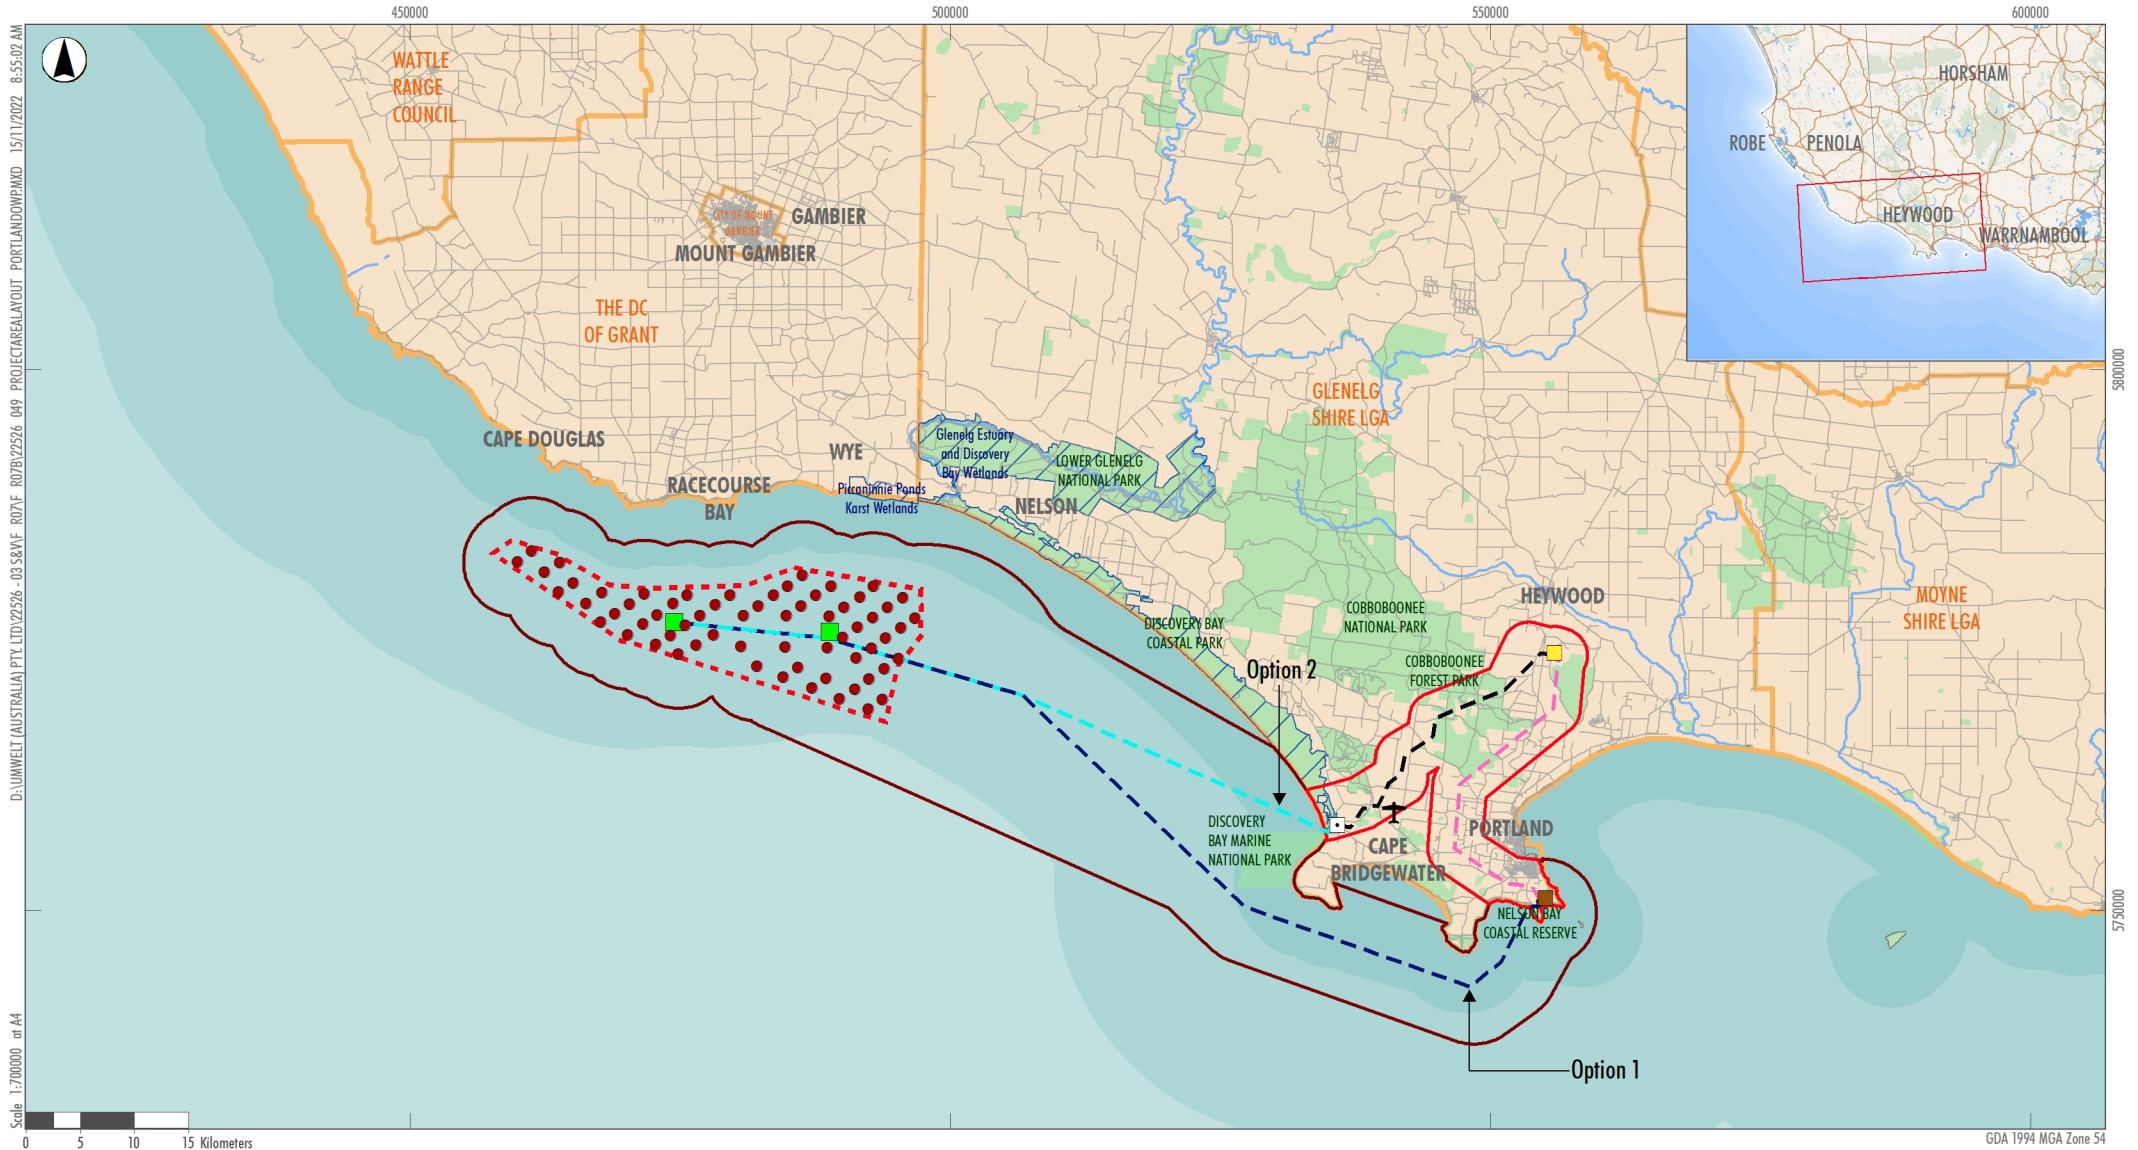 450000
500000
550000
600000
D:\UMWELT (AUSTRALIA) PTY. LTD\22526 - 03 S&V\F R07\F R07B\22526 049 PROJECTAREALAYOUT PORTLANDOWP.MXD 15/11/2022 8:55:02 AM
Scale 1:700000 at A4
WATTLE
RANGE
COUNCIL
CITY OF MOUNT
GAMBIER
GAMBIER
MOUNT GAMBIER
THE DC
OF GRANT
HORSHAM
ROBE
PENOLA
HEYWOOD
WARRNAMBOOL
5800000
GLENELG
SHIRE LGA
CAPE DOUGLAS
WYE
RACECOURSE
BAY
Glenelg Estuary
and Discovery
Bay Wetlands
LOWER GLENELG
NATIONAL PARK
Piccaninnie Ponds
Karst Wetlands
NELSON
HEYWOOD
MOYNE
SHIRE LGA
COBBOBOONEE
NATIONAL PARK
DISCOVERY BAY
COASTAL PARK
COBBOBOONEE
FOREST PARK
Option 2
DISCOVERY
BAY MARINE
NATIONAL PARK
CAPE
BRIDGEWATER
PORTLAND
NELSON BAY
COASTAL RESERVE
5750000
Option 1
0 5 10 15 Kilometers
GDA 1994 MGA Zone 54